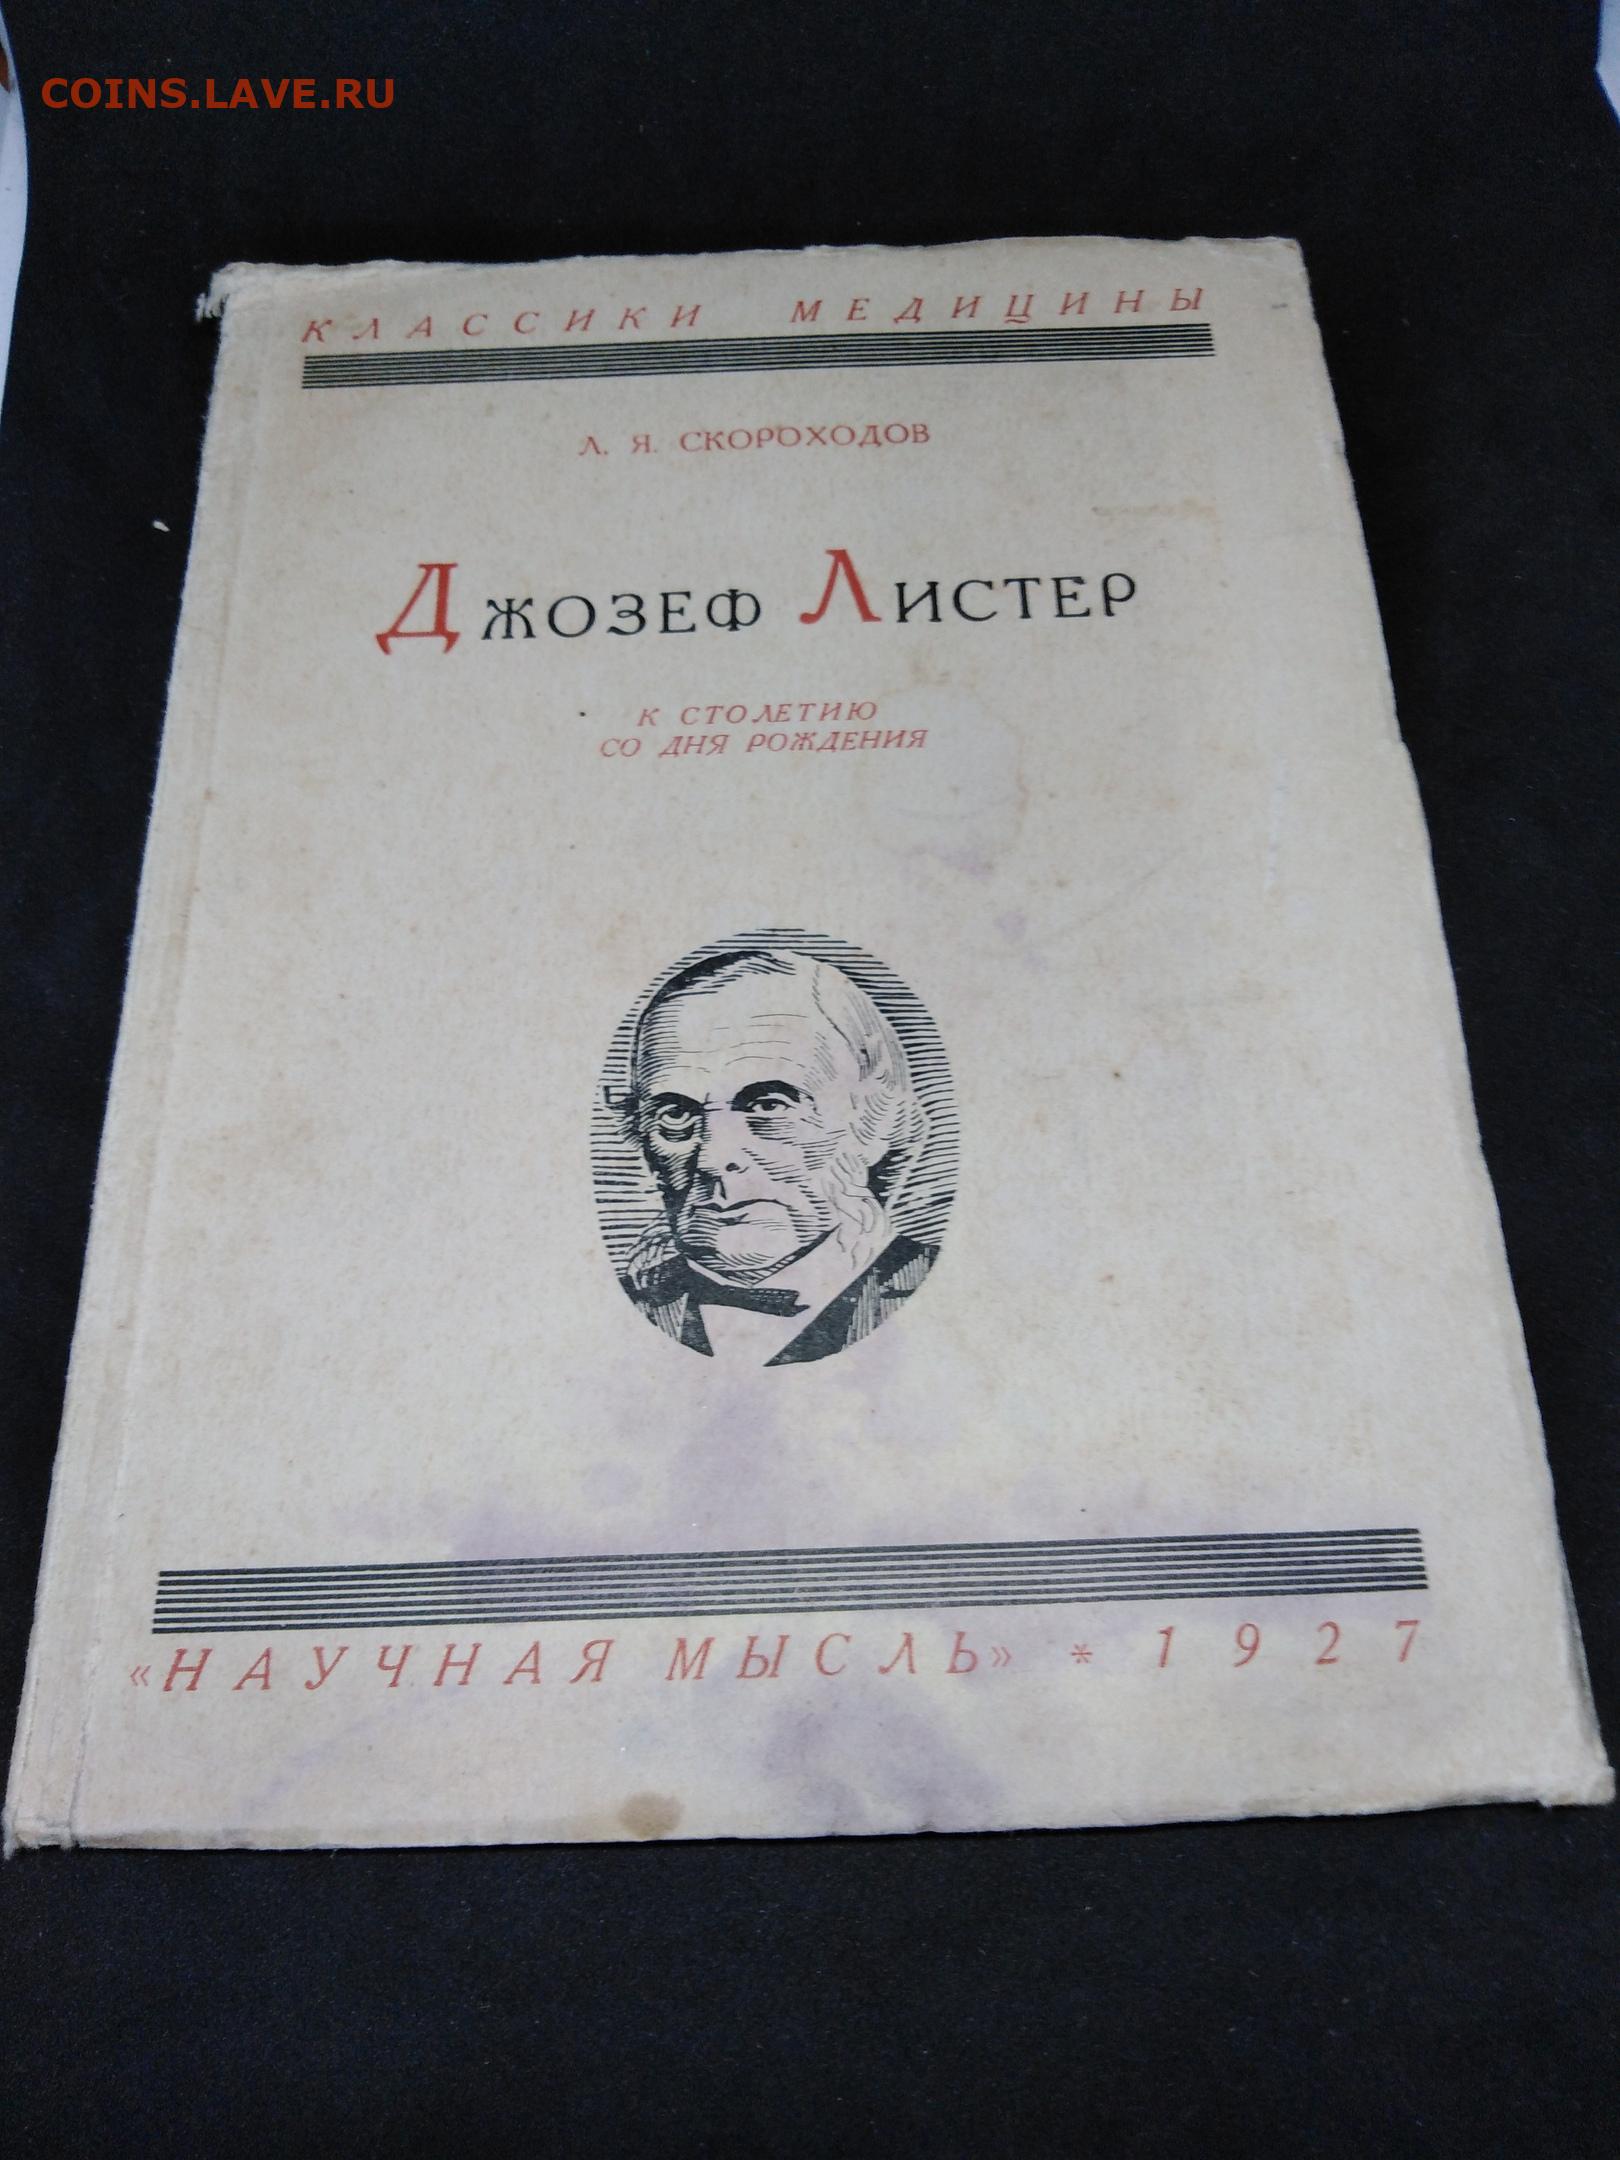 COINS.LAVE.RU
КЛАССИКИ МЕДИЦИНЫ
Л. Я. СКОРОХОДОВ
ДЖОЗЕФ ЛИСТЕР
К СТОЛЕТИЮ
СО ДНЯ РОЖДЕНИЯ
«НАУЧНАЯ МЫСЛЬ» * 1927